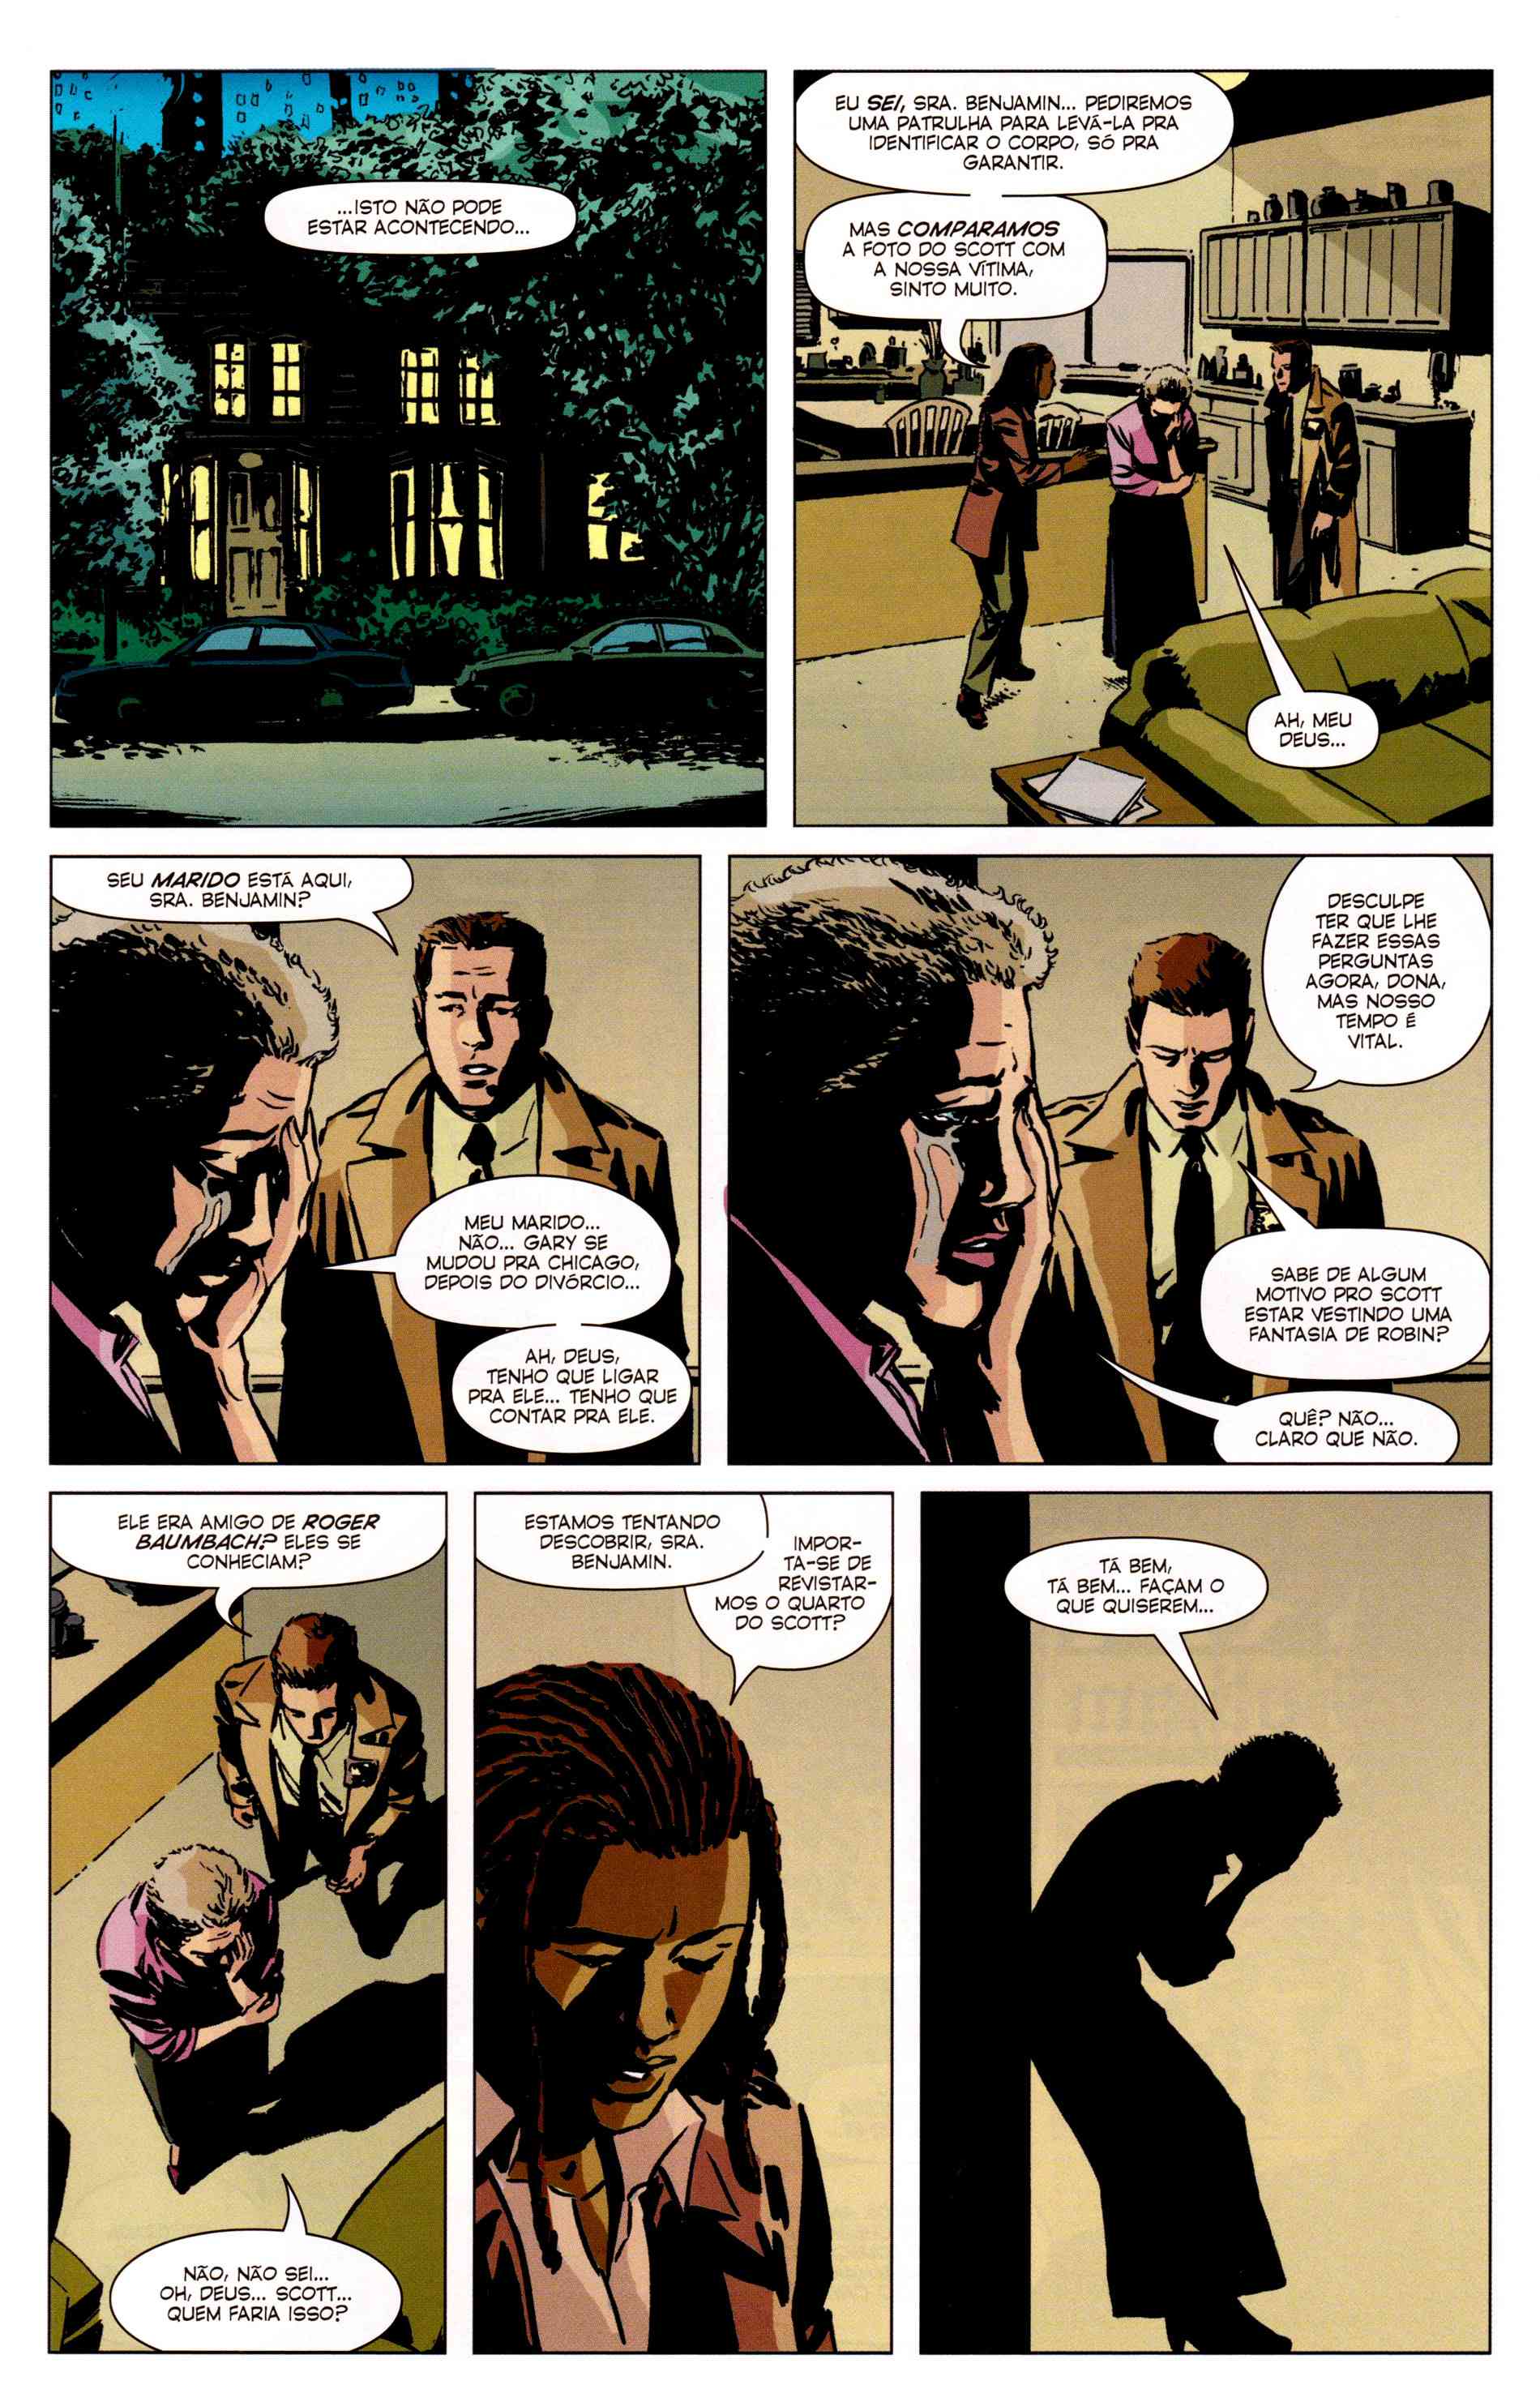 ...ISTO NÃO PODE
ESTAR ACONTECENDO...
EU SEI, SRA. BENJAMIN... PEDIREMOS
UMA PATRULHA PARA LEVÁ-LA PRA
IDENTIFICAR O CORPO, SÓ PRA
GARANTIR.
MAS COMPARAMOS
A FOTO DO SCOTT COM
A NOSSA VÍTIMA,
SINTO MUITO.
AH, MEU
DEUS...
SEU MARIDO ESTÁ AQUI,
SRA. BENJAMIN?
MEU MARIDO...
NÃO... GARY SE
MUDOU PRA CHICAGO,
DEPOIS DO DIVÓRCIO...
AH, DEUS,
TENHO QUE LIGAR
PRA ELE... TENHO QUE
CONTAR PRA ELE.
DESCULPE
TER QUE LHE
FAZER ESSAS
PERGUNTAS
AGORA, DONA,
MAS NOSSO
TEMPO É
VITAL.
SABE DE ALGUM
MOTIVO PRO SCOTT
ESTAR VESTINDO UMA
FANTASIA DE ROBIN?
QUÊ? NÃO...
CLARO QUE NÃO.
ELE ERA AMIGO DE ROGER
BAUMBACH? ELES SE
CONHECIAM?
NÃO, NÃO SEI...
OH, DEUS... SCOTT...
QUEM FARIA ISSO?
ESTAMOS TENTANDO
DESCOBRIR, SRA.
BENJAMIN.
IMPOR-
TA-SE DE
REVISTAR-
MOS O QUARTO
DO SCOTT?
TÁ BEM,
TÁ BEM... FAÇAM O
QUE QUISEREM...